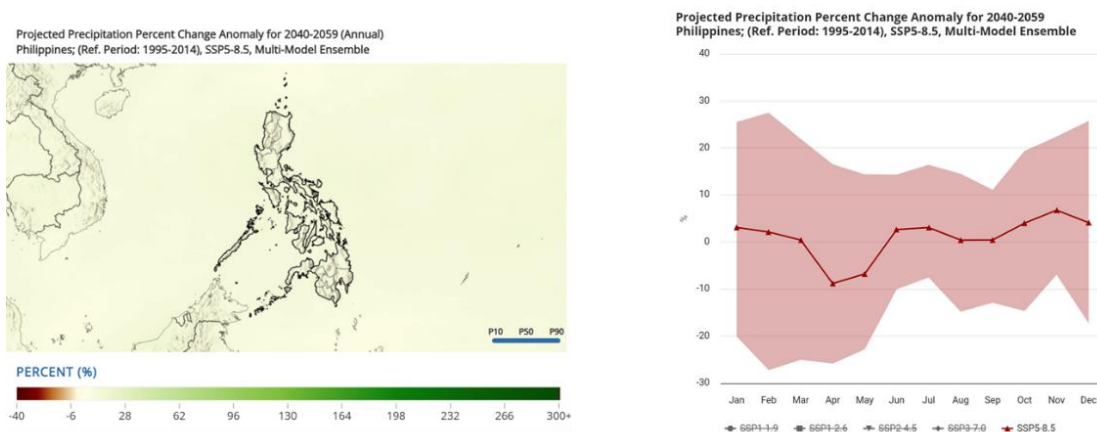 Projected Precipitation Percent Change Anomaly for 2040-2059 (Annual)
Philippines; (Ref. Period: 1995-2014), SSP5-8.5, Multi-Model Ensemble
P10 P50 P90
PERCENT (%)
-40 -6 28 62 96 130 164 198 232 266 300+
Projected Precipitation Percent Change Anomaly for 2040-2059
Philippines; (Ref. Period: 1995-2014), SSP5-8.5, Multi-Model Ensemble
40
30
20
10
0
-10
-20
-30
%
Jan Feb Mar Apr May Jun Jul Aug Sep Oct Nov Dec
SSP1-1.9 SSP1-2.6 SSP2-4.5 SSP3-7.0 SSP5-8.5